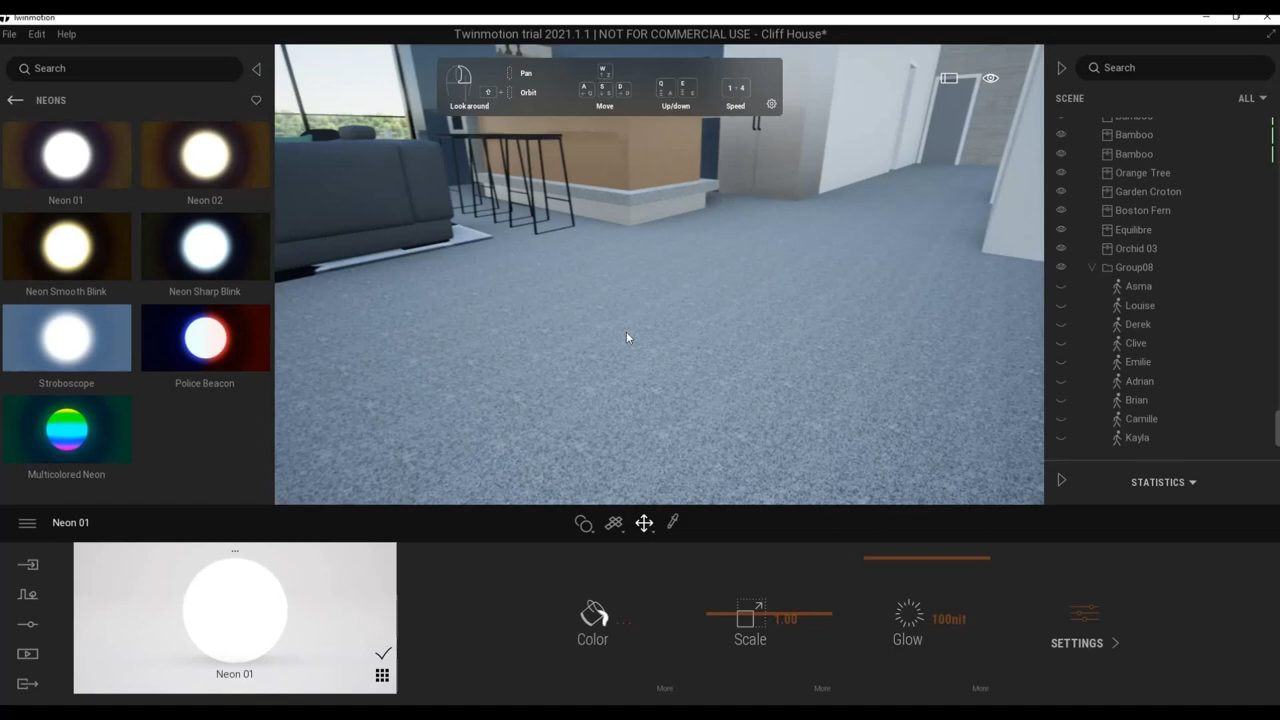 Twinmotion
File Edit Help
Twinmotion trial 2021.1.1 | NOT FOR COMMERCIAL USE - Cliff House*
Search
NEONS
Neon 01
Neon 02
Neon Smooth Blink
Neon Sharp Blink
Stroboscope
Police Beacon
Multicolored Neon
Pan
Orbit
Look around
W
A S D
Move
Q E
Up/down
1 - 4
Speed
Search
SCENE
ALL
Bamboo
Bamboo
Bamboo
Orange Tree
Garden Croton
Boston Fern
Equilibre
Orchid 03
Group08
Asma
Louise
Derek
Clive
Emilie
Adrian
Brian
Camille
Kayla
STATISTICS
Neon 01
...
Neon 01
Color
...
More
Scale
1.00
More
Glow
100nit
More
SETTINGS